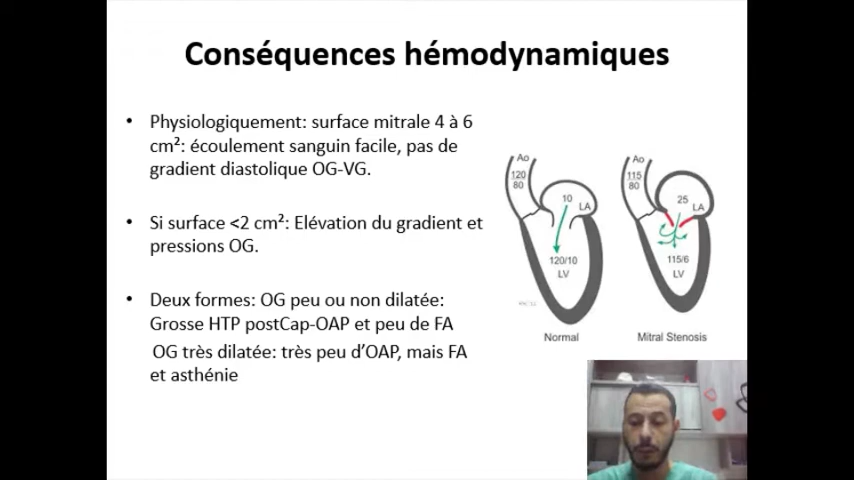 Conséquences hémodynamiques
• Physiologiquement: surface mitrale 4 à 6
cm²: écoulement sanguin facile, pas de
gradient diastolique OG-VG.
• Si surface <2 cm²: Elévation du gradient et
pressions OG.
• Deux formes: OG peu ou non dilatée:
Grosse HTP postCap-OAP et peu de FA
OG très dilatée: très peu d'OAP, mais FA
et asthénie
Ao
120
80
10
LA
120/10
LV
Normal
Ao
115
80
25
LA
115/6
LV
Mitral Stenosis